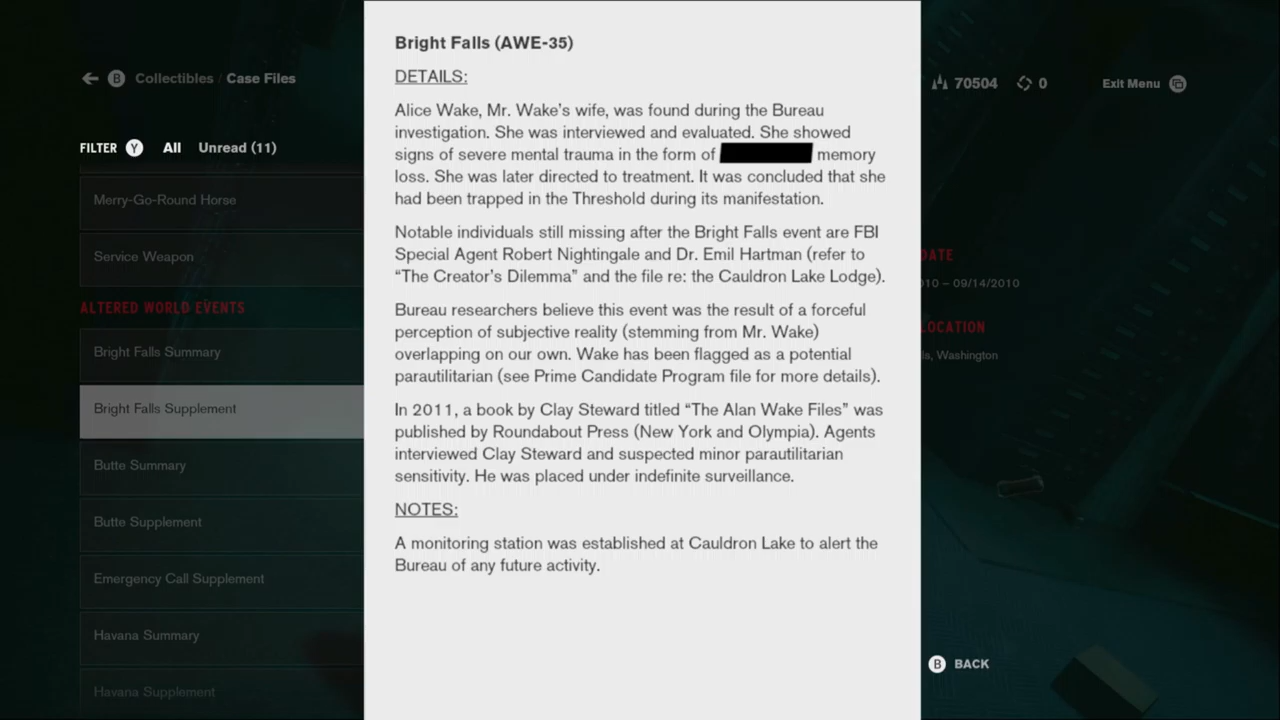 Bright Falls (AWE-35)
DETAILS:
Alice Wake, Mr. Wake's wife, was found during the Bureau
investigation. She was interviewed and evaluated. She showed
signs of severe mental trauma in the form of memory
loss. She was later directed to treatment. It was concluded that she
had been trapped in the Threshold during its manifestation.
Notable individuals still missing after the Bright Falls event are FBI
Special Agent Robert Nightingale and Dr. Emil Hartman (refer to
“The Creator's Dilemma” and the file re: the Cauldron Lake Lodge).
Bureau researchers believe this event was the result of a forceful
perception of subjective reality (stemming from Mr. Wake)
overlapping on our own. Wake has been flagged as a potential
parautilitarian (see Prime Candidate Program file for more details).
In 2011, a book by Clay Steward titled “The Alan Wake Files” was
published by Roundabout Press (New York and Olympia). Agents
interviewed Clay Steward and suspected minor parautilitarian
sensitivity. He was placed under indefinite surveillance.
NOTES:
A monitoring station was established at Cauldron Lake to alert the
Bureau of any future activity.
B Collectibles / Case Files
FILTER Y All Unread (11)
Merry-Go-Round Horse
Service Weapon
ALTERED WORLD EVENTS
Bright Falls Summary
Bright Falls Supplement
Butte Summary
Butte Supplement
Emergency Call Supplement
Havana Summary
Havana Supplement
70504 0 Exit Menu
DATE
010 – 09/14/2010
LOCATION
ls, Washington
B BACK